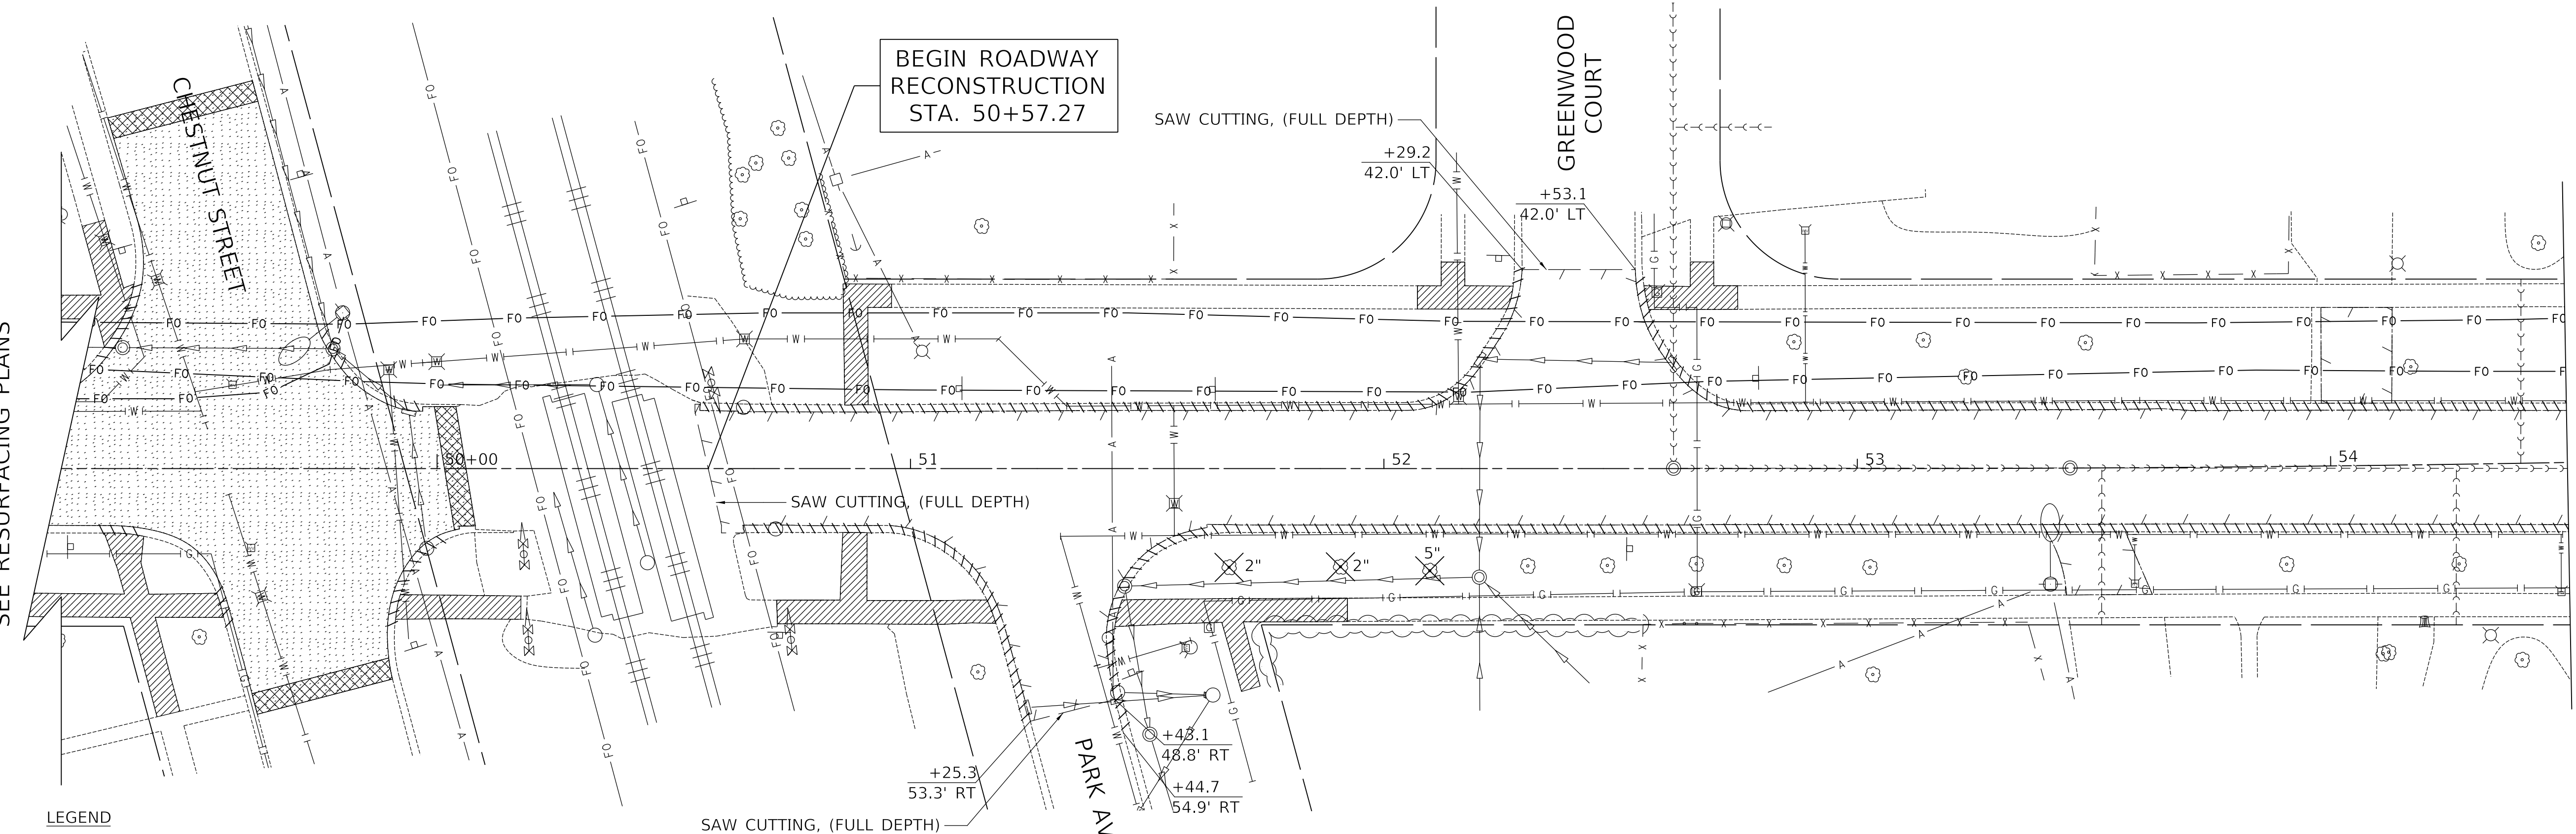 SEE RESURFACING PLANS
CHESTNUT STREET
BEGIN ROADWAY
RECONSTRUCTION
STA. 50+57.27
SAW CUTTING, (FULL DEPTH)
+29.2
42.0' LT
GREENWOOD
COURT
+53.1
42.0' LT
50+00
51
52
53
54
SAW CUTTING, (FULL DEPTH)
2"
2"
5"
+43.1
48.8' RT
+25.3
53.3' RT
+44.7
54.9' RT
PARK AV
SAW CUTTING, (FULL DEPTH)
LEGEND